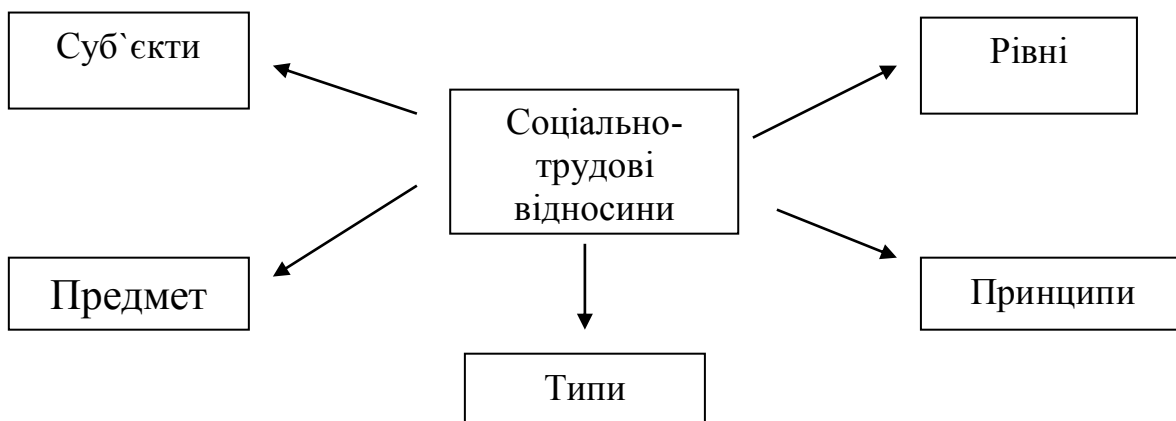 Суб`єкти
Рівні
Соціально-
трудові
відносини
Предмет
Принципи
Типи